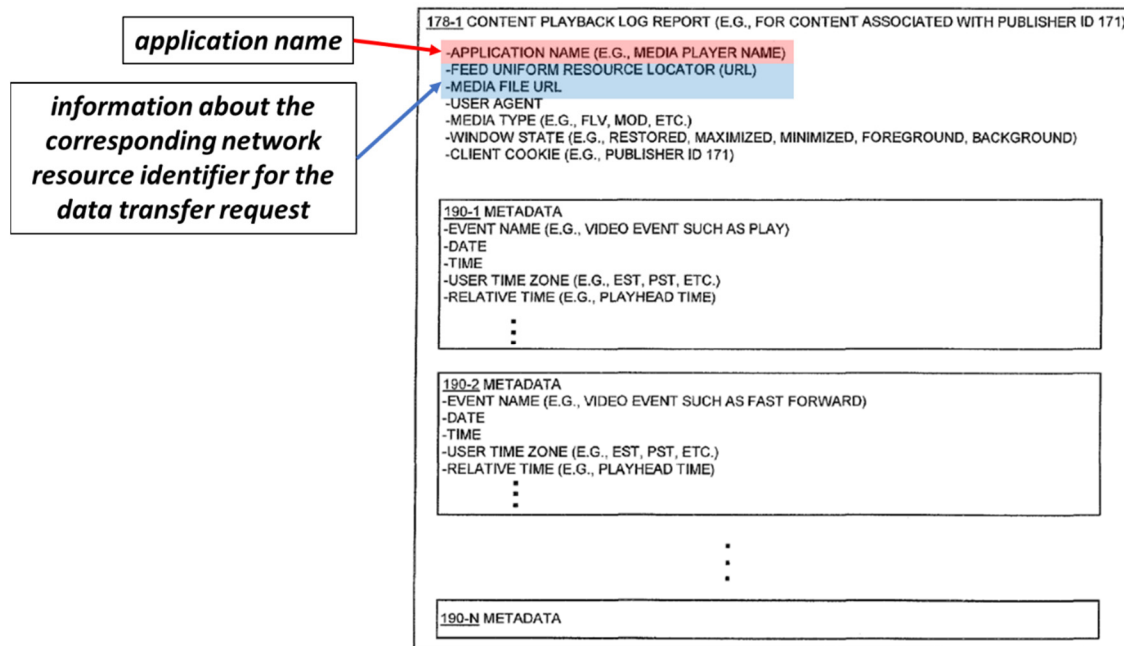 application name
information about the
corresponding network
resource identifier for the
data transfer request
178-1 CONTENT PLAYBACK LOG REPORT (E.G., FOR CONTENT ASSOCIATED WITH PUBLISHER ID 171)
-APPLICATION NAME (E.G., MEDIA PLAYER NAME)
-FEED UNIFORM RESOURCE LOCATOR (URL)
-MEDIA FILE URL
-USER AGENT
-MEDIA TYPE (E.G., FLV, MOD, ETC.)
-WINDOW STATE (E.G., RESTORED, MAXIMIZED, MINIMIZED, FOREGROUND, BACKGROUND)
-CLIENT COOKIE (E.G., PUBLISHER ID 171)
190-1 METADATA
-EVENT NAME (E.G., VIDEO EVENT SUCH AS PLAY)
-DATE
-TIME
-USER TIME ZONE (E.G., EST, PST, ETC.)
-RELATIVE TIME (E.G., PLAYHEAD TIME)
190-2 METADATA
-EVENT NAME (E.G., VIDEO EVENT SUCH AS FAST FORWARD)
-DATE
-TIME
-USER TIME ZONE (E.G., EST, PST, ETC.)
-RELATIVE TIME (E.G., PLAYHEAD TIME)
190-N METADATA